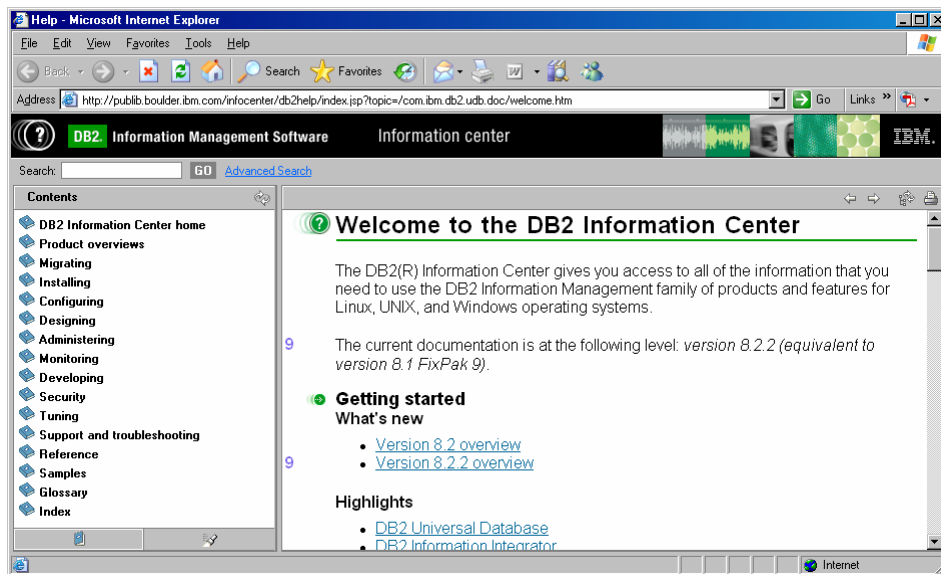 Help - Microsoft Internet Explorer
File Edit View Favorites Tools Help
Back Search Favorites
Address http://publib.boulder.ibm.com/infocenter/db2help/index.jsp?topic=/com.ibm.db2.udb.doc/welcome.htm Go Links »
DB2. Information Management Software Information center IBM.
Search: GO Advanced Search
Contents
DB2 Information Center home
Product overviews
Migrating
Installing
Configuring
Designing
Administering
Monitoring
Developing
Security
Tuning
Support and troubleshooting
Reference
Samples
Glossary
Index
Welcome to the DB2 Information Center
The DB2(R) Information Center gives you access to all of the information that you
need to use the DB2 Information Management family of products and features for
Linux, UNIX, and Windows operating systems.
9 The current documentation is at the following level: version 8.2.2 (equivalent to
version 8.1 FixPak 9).
Getting started
What's new
• Version 8.2 overview
9 • Version 8.2.2 overview
Highlights
• DB2 Universal Database
• DB2 Information Integrator
Internet